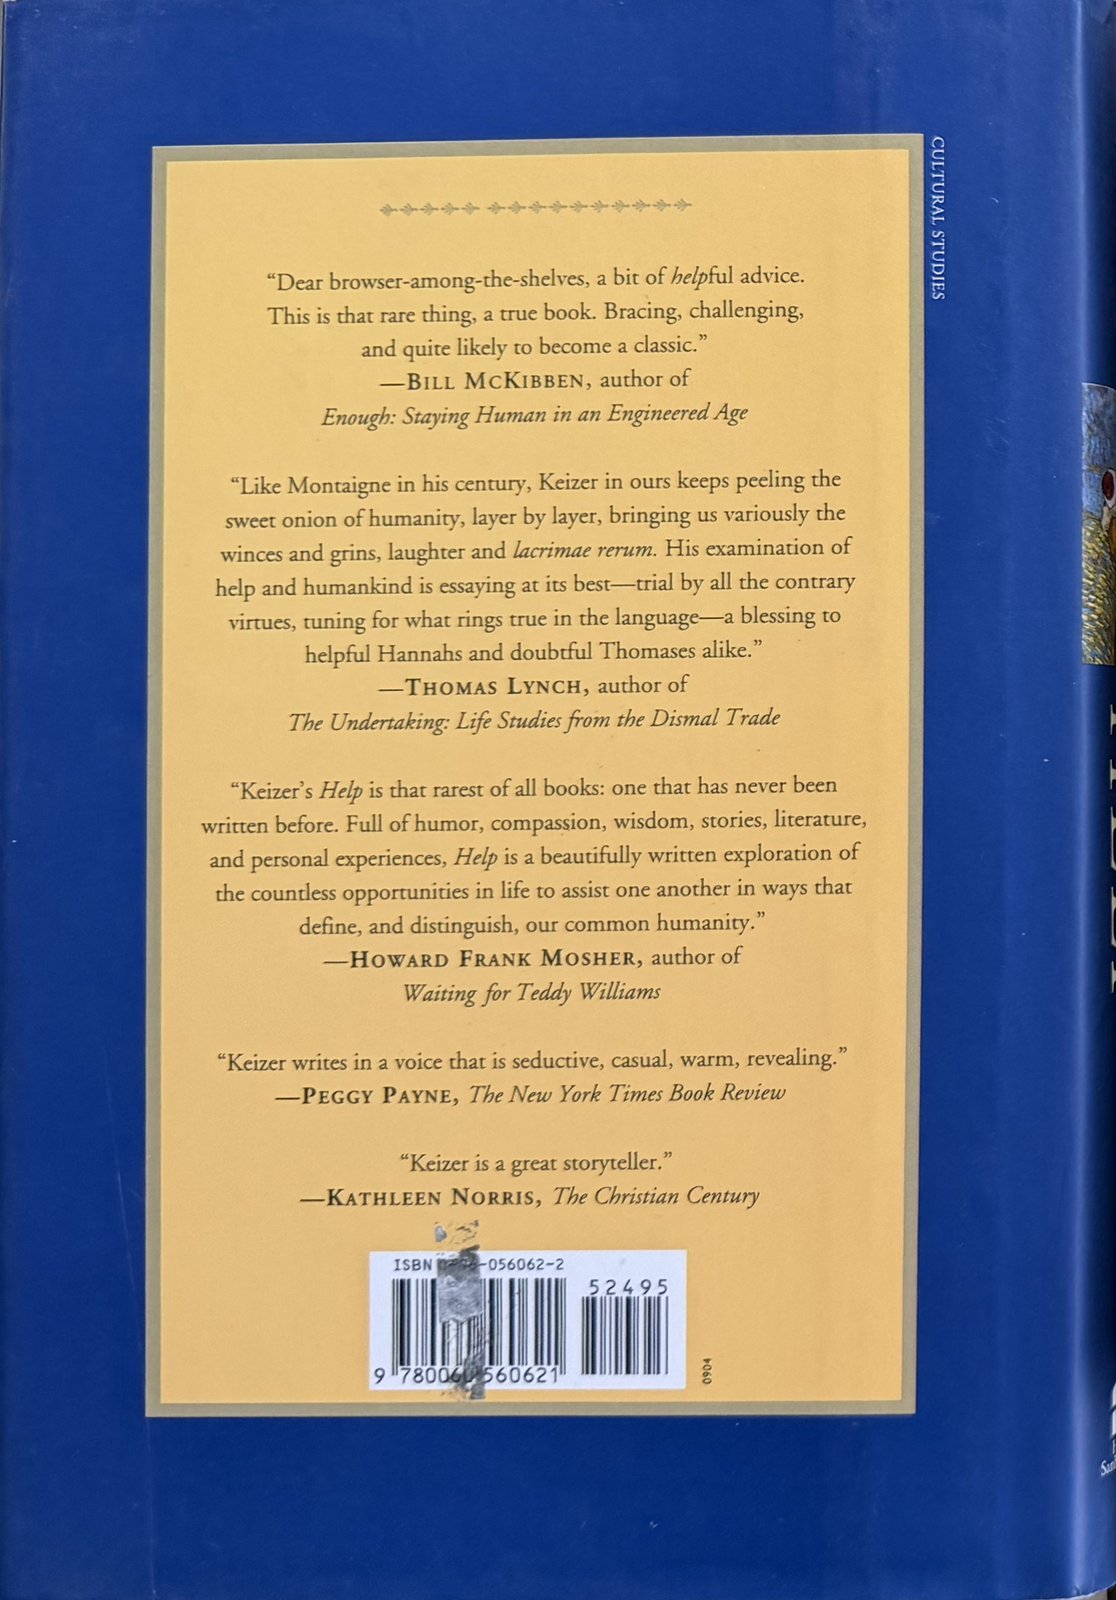 CULTURAL STUDIES
“Dear browser-among-the-shelves, a bit of helpful advice.
This is that rare thing, a true book. Bracing, challenging,
and quite likely to become a classic.”
—BILL MCKIBBEN, author of
Enough: Staying Human in an Engineered Age
“Like Montaigne in his century, Keizer in ours keeps peeling the
sweet onion of humanity, layer by layer, bringing us variously the
winces and grins, laughter and lacrimae rerum. His examination of
help and humankind is essaying at its best—trial by all the contrary
virtues, tuning for what rings true in the language—a blessing to
helpful Hannahs and doubtful Thomases alike.”
—THOMAS LYNCH, author of
The Undertaking: Life Studies from the Dismal Trade
“Keizer’s Help is that rarest of all books: one that has never been
written before. Full of humor, compassion, wisdom, stories, literature,
and personal experiences, Help is a beautifully written exploration of
the countless opportunities in life to assist one another in ways that
define, and distinguish, our common humanity.”
—HOWARD FRANK MOSHER, author of
Waiting for Teddy Williams
“Keizer writes in a voice that is seductive, casual, warm, revealing.”
—PEGGY PAYNE, The New York Times Book Review
“Keizer is a great storyteller.”
—KATHLEEN NORRIS, The Christian Century
ISBN -056062-2
52495
9 780060 560621
0904